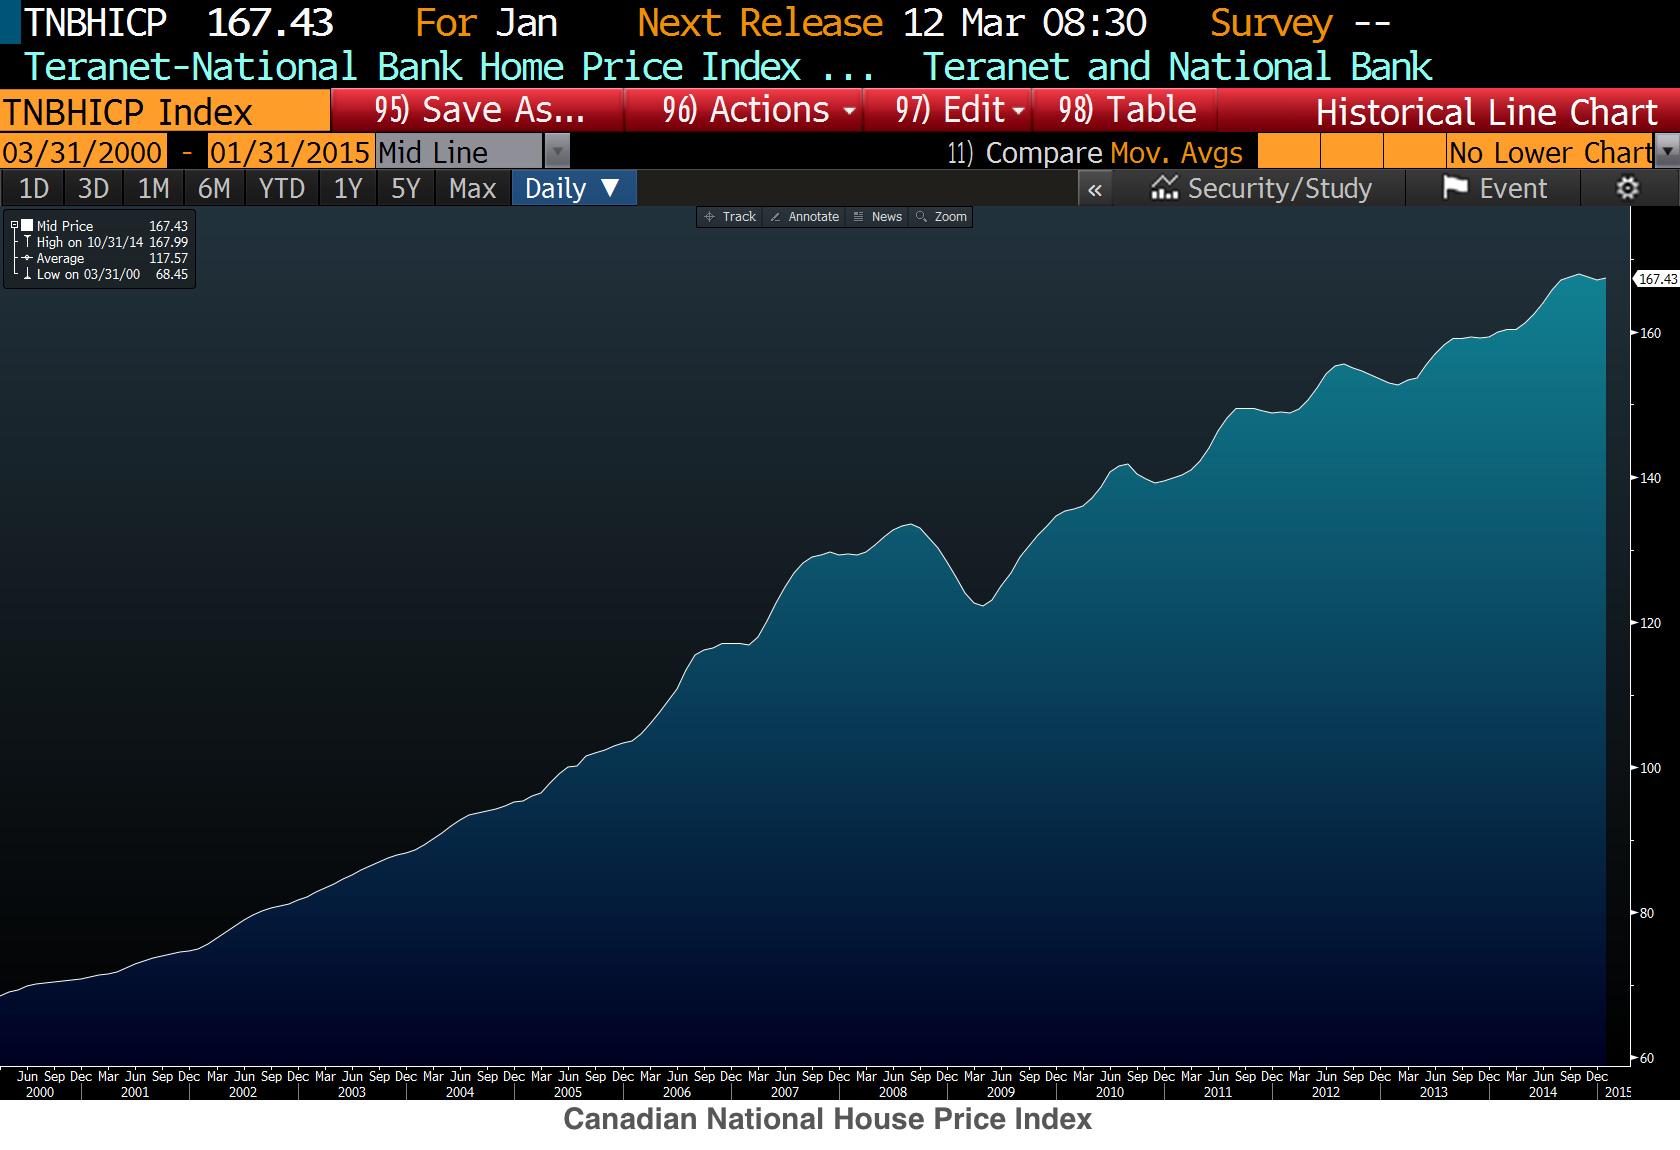 TNBHICP 167.43 For Jan Next Release 12 Mar 08:30 Survey --
Teranet-National Bank Home Price Index ... Teranet and National Bank
TNBHICP Index 95) Save As... 96) Actions 97) Edit 98) Table Historical Line Chart
03/31/2000 - 01/31/2015 Mid Line 11) Compare Mov. Avgs No Lower Chart
1D 3D 1M 6M YTD 1Y 5Y Max Daily ▼ « Security/Study Event
Track Annotate News Zoom
Mid Price 167.43
High on 10/31/14 167.99
Average 117.57
Low on 03/31/00 68.45
167.43
160
140
120
100
80
60
Jun Sep Dec Mar Jun Sep Dec Mar Jun Sep Dec Mar Jun Sep Dec Mar Jun Sep Dec Mar Jun Sep Dec Mar Jun Sep Dec Mar Jun Sep Dec Mar Jun Sep Dec Mar Jun Sep Dec Mar Jun Sep Dec Mar Jun Sep Dec Mar Jun Sep Dec Mar Jun Sep Dec Mar Jun Sep Dec
2000 2001 2002 2003 2004 2005 2006 2007 2008 2009 2010 2011 2012 2013 2014 2015
Canadian National House Price Index